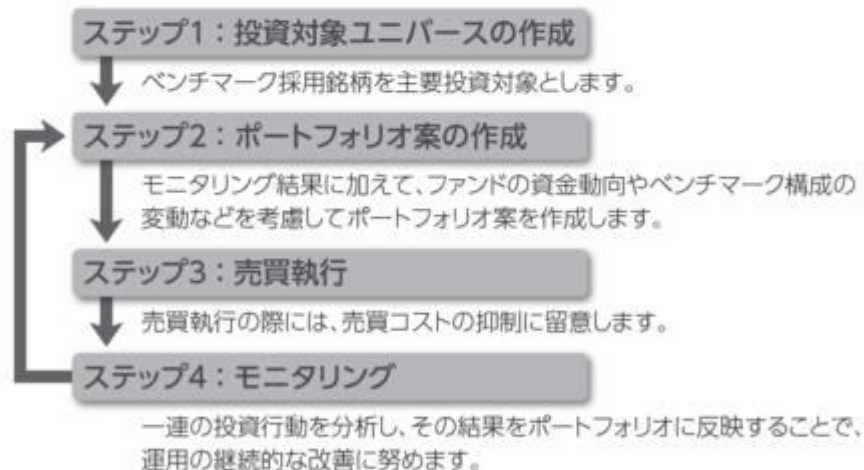 ステップ1：投資対象ユニバースの作成
ベンチマーク採用銘柄を主要投資対象とします。
ステップ2：ポートフォリオ案の作成
モニタリング結果に加えて、ファンドの資金動向やベンチマーク構成の
変動などを考慮してポートフォリオ案を作成します。
ステップ3：売買執行
売買執行の際には、売買コストの抑制に留意します。
ステップ4：モニタリング
一連の投資行動を分析し、その結果をポートフォリオに反映することで、
運用の継続的な改善に努めます。